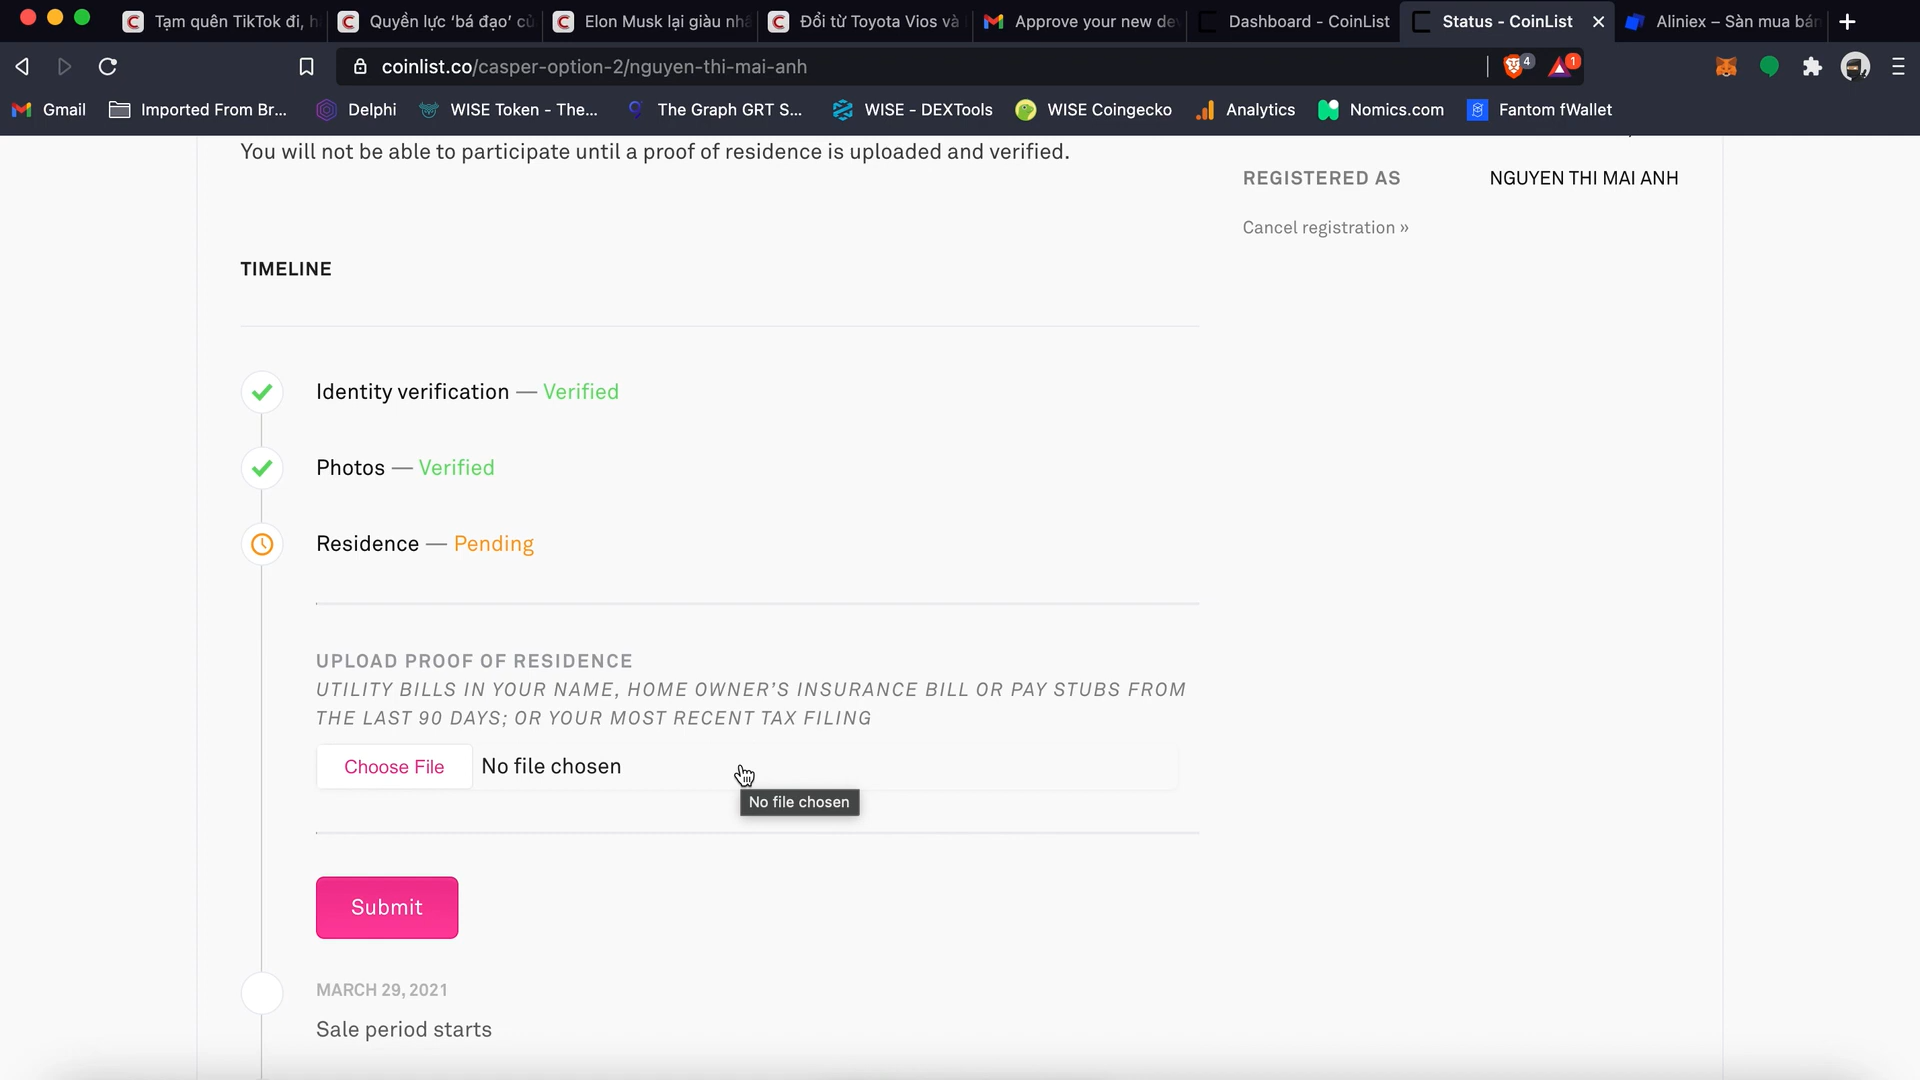 Tạm quên TikTok đi, h
Quyền lực ‘bá đạo’ củ
Elon Musk lại giàu nhấ
Đổi từ Toyota Vios và
Approve your new dev
Dashboard - CoinList
Status - CoinList
Aliniex – Sàn mua bán
coinlist.co/casper-option-2/nguyen-thi-mai-anh
4
1
Gmail
Imported From Br...
Delphi
WISE Token - The...
The Graph GRT S...
WISE - DEXTools
WISE Coingecko
Analytics
Nomics.com
Fantom fWallet
You will not be able to participate until a proof of residence is uploaded and verified.
REGISTERED AS
NGUYEN THI MAI ANH
Cancel registration »
TIMELINE
Identity verification — Verified
Photos — Verified
Residence — Pending
UPLOAD PROOF OF RESIDENCE
UTILITY BILLS IN YOUR NAME, HOME OWNER'S INSURANCE BILL OR PAY STUBS FROM
THE LAST 90 DAYS; OR YOUR MOST RECENT TAX FILING
Choose File No file chosen
No file chosen
Submit
MARCH 29, 2021
Sale period starts